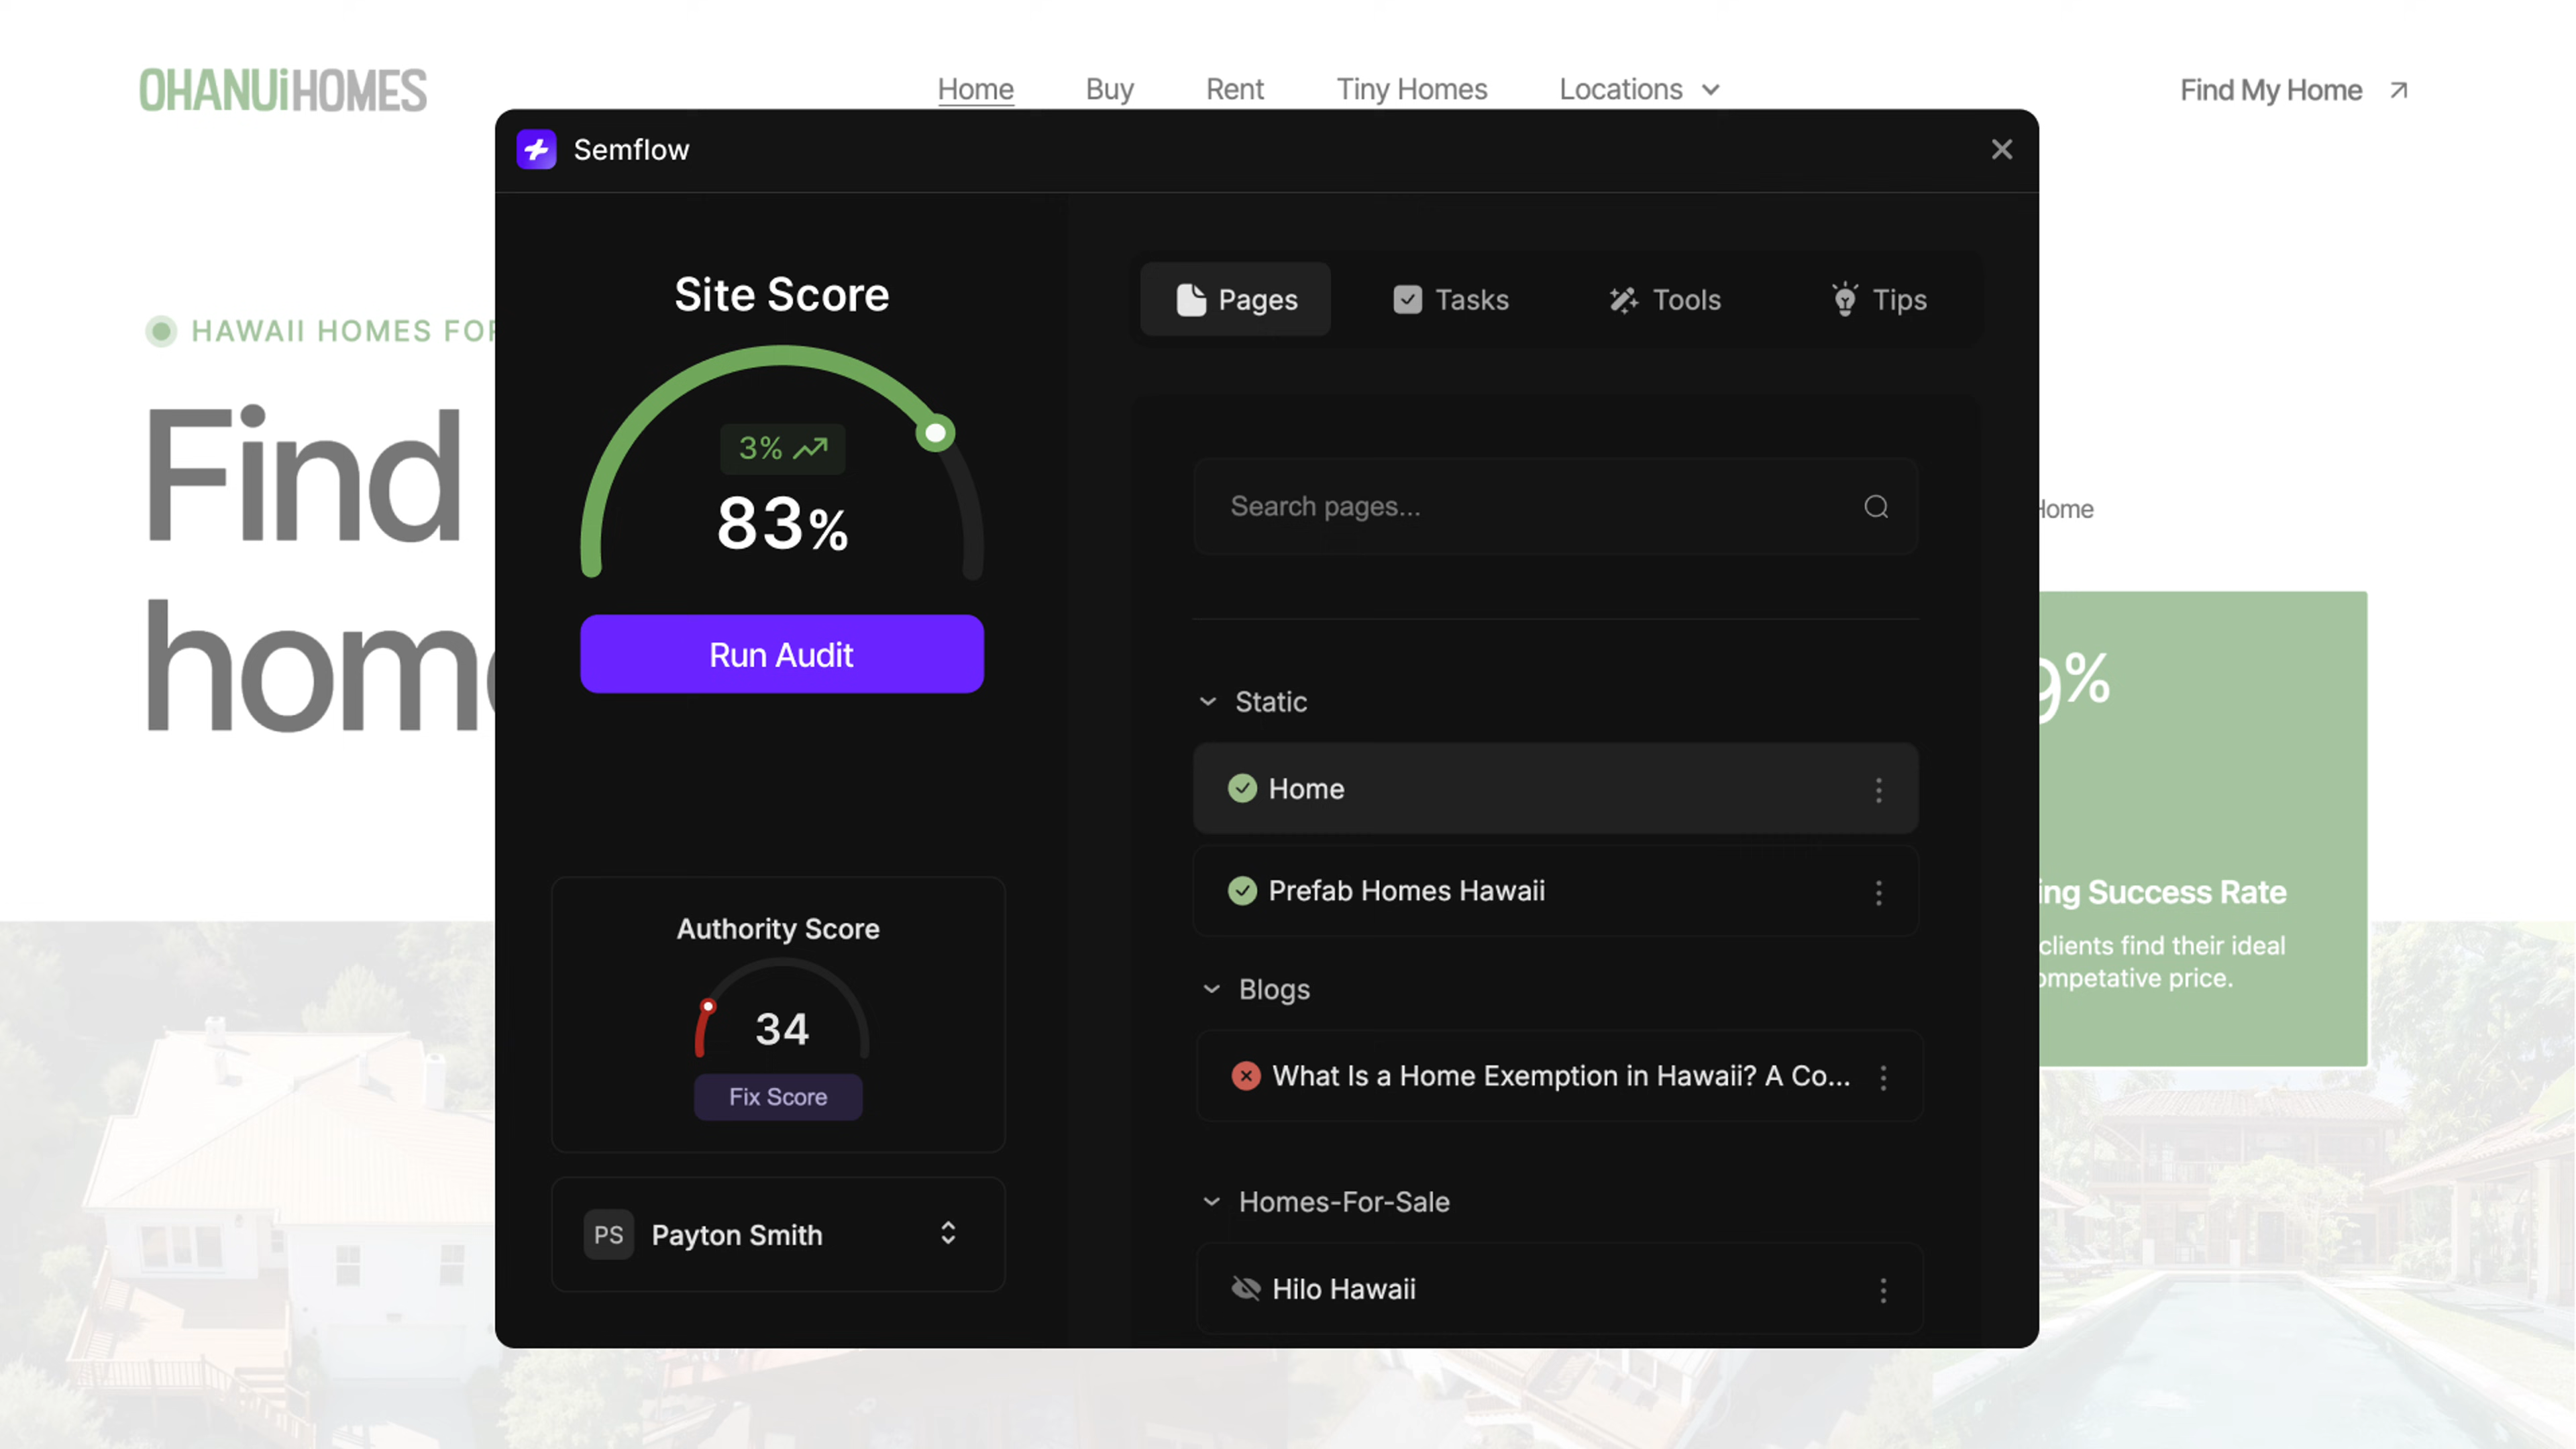 OHANUiHOMES
Home Buy Rent Tiny Homes Locations
Find My Home
Semflow
HAWAII HOMES FOR
Find
home
Site Score
3%
83%
Run Audit
Authority Score
34
Fix Score
PS Payton Smith
Pages Tasks Tools Tips
Search pages...
Static
Home
Prefab Homes Hawaii
Blogs
What Is a Home Exemption in Hawaii? A Co...
Homes-For-Sale
Hilo Hawaii
Home
9%
ing Success Rate
clients find their ideal
ompetative price.